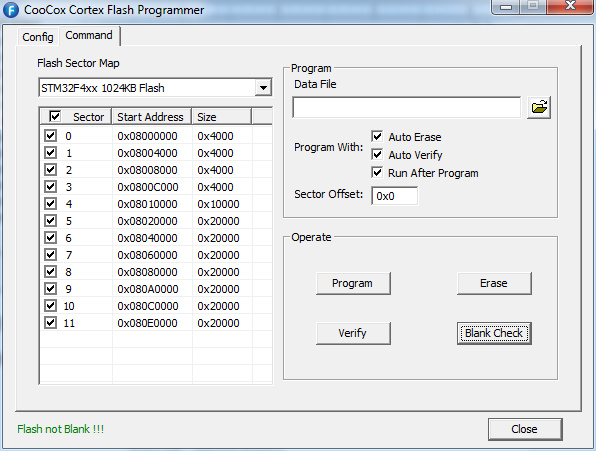 CooCox Cortex Flash Programmer
Config Command
Flash Sector Map
STM32F4xx 1024KB Flash
Sector Start Address Size
0 0x08000000 0x4000
1 0x08004000 0x4000
2 0x08008000 0x4000
3 0x0800C000 0x4000
4 0x08010000 0x10000
5 0x08020000 0x20000
6 0x08040000 0x20000
7 0x08060000 0x20000
8 0x08080000 0x20000
9 0x080A0000 0x20000
10 0x080C0000 0x20000
11 0x080E0000 0x20000
Program
Data File
Program With:
Auto Erase
Auto Verify
Run After Program
Sector Offset: 0x0
Operate
Program Erase
Verify Blank Check
Flash not Blank !!!
Close